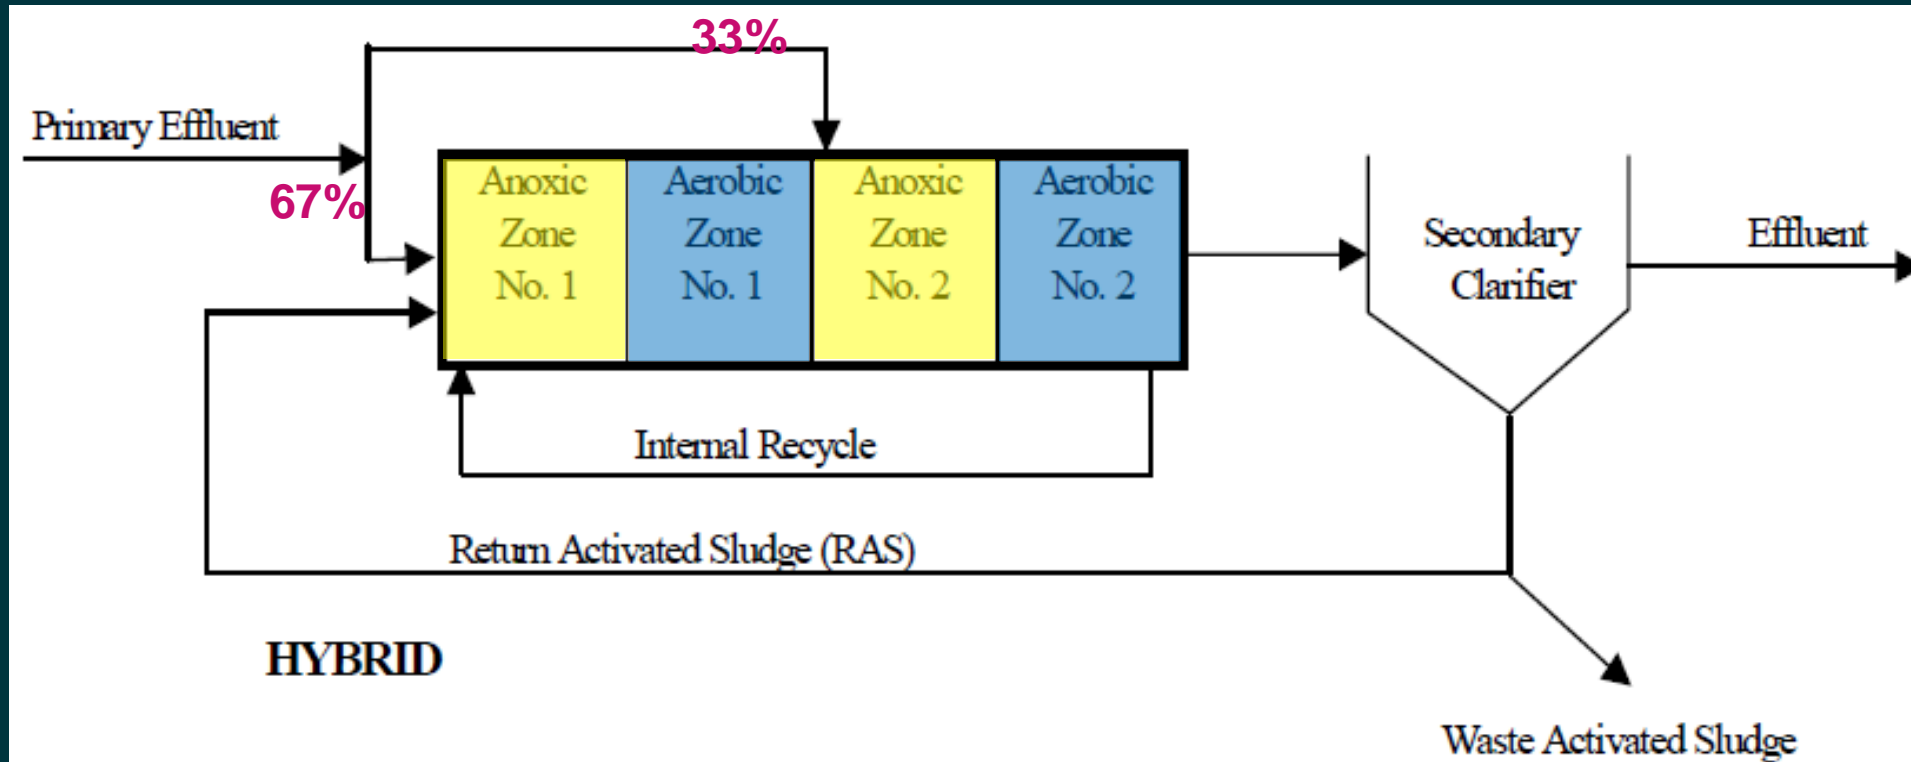 33%
Primary Effluent
67%
Anoxic
Zone
No. 1
Aerobic
Zone
No. 1
Anoxic
Zone
No. 2
Aerobic
Zone
No. 2
Secondary
Clarifier
Effluent
Internal Recycle
Return Activated Sludge (RAS)
HYBRID
Waste Activated Sludge